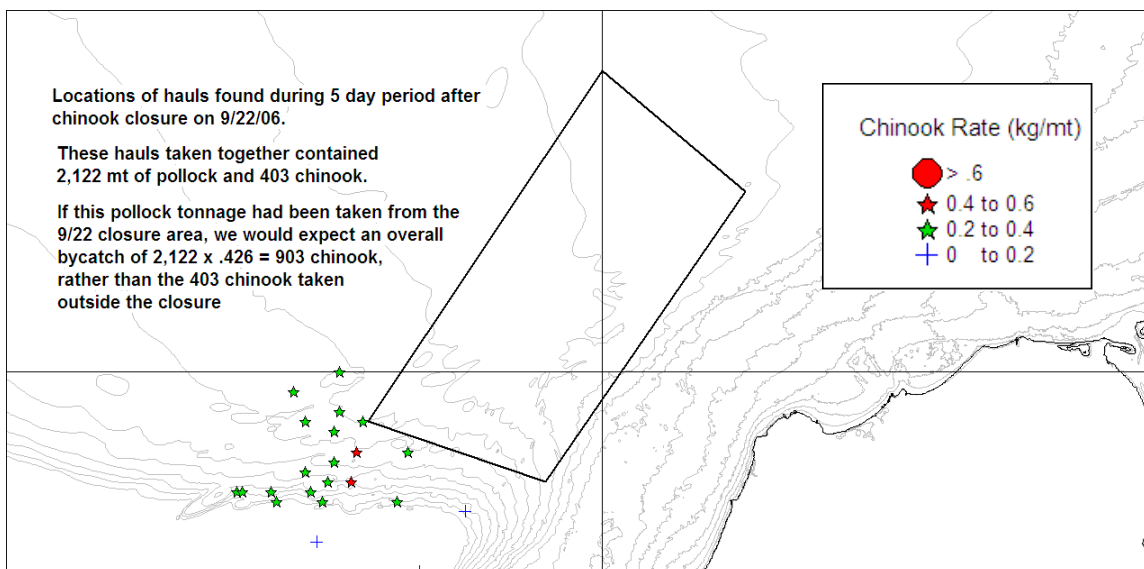 Locations of hauls found during 5 day period after
chinook closure on 9/22/06.
These hauls taken together contained
2,122 mt of pollock and 403 chinook.
If this pollock tonnage had been taken from the
9/22 closure area, we would expect an overall
bycatch of 2,122 x .426 = 903 chinook,
rather than the 403 chinook taken
outside the closure
Chinook Rate (kg/mt)
> .6
0.4 to 0.6
0.2 to 0.4
0 to 0.2